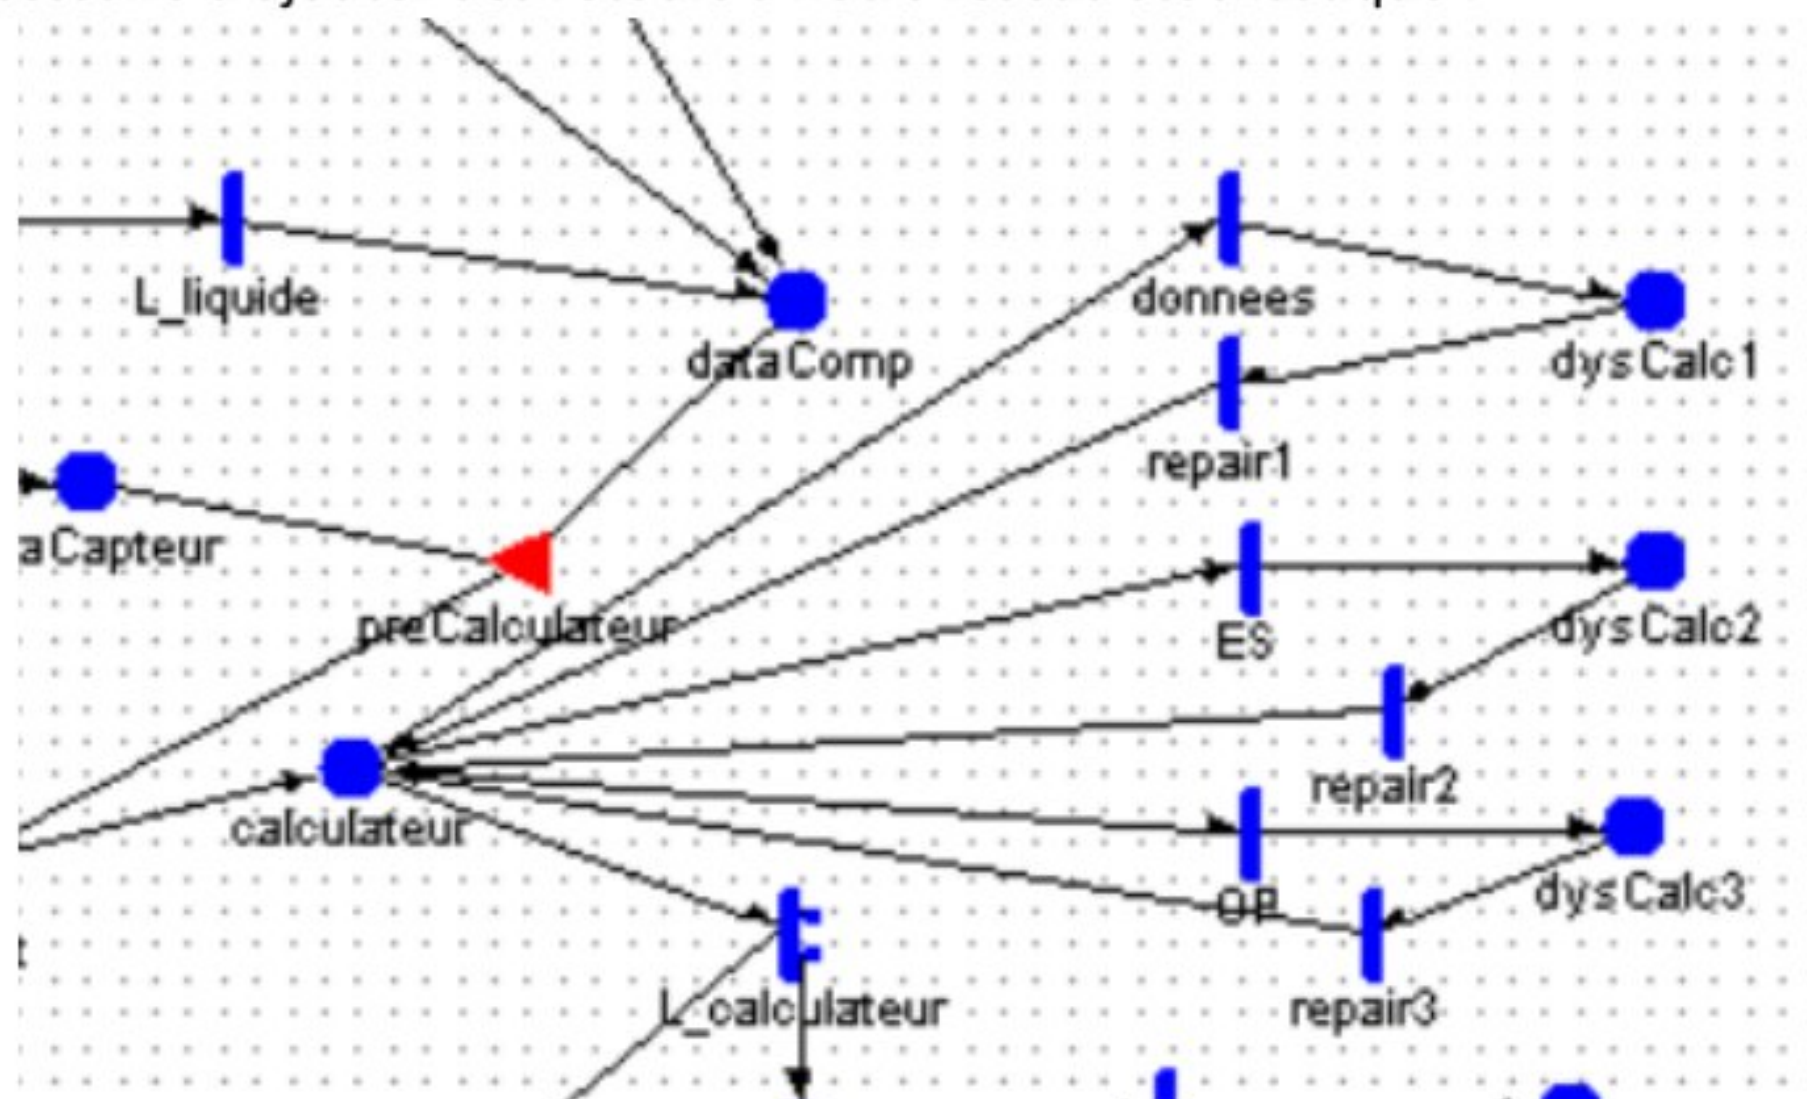 L_liquide
donnees
dataComp
dysCalc1
repair1
aCapteur
preCalculateur
ES
dysCalc2
repair2
calculateur
OP
dysCalc3
L_calculateur
repair3